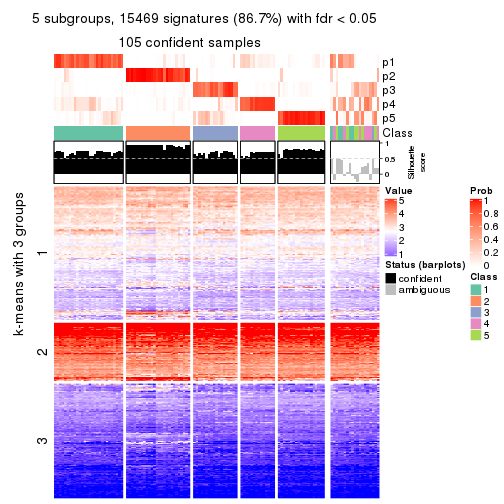 5 subgroups, 15469 signatures (86.7%) with fdr < 0.05
105 confident samples
p1
p2
p3
p4
p5
Class
1
0.5
0
Silhouette
score
k-means with 3 groups
1
2
3
Value
5
4
3
2
1
Status (barplots)
confident
ambiguous
Prob
1
0.8
0.6
0.4
0.2
0
Class
1
2
3
4
5